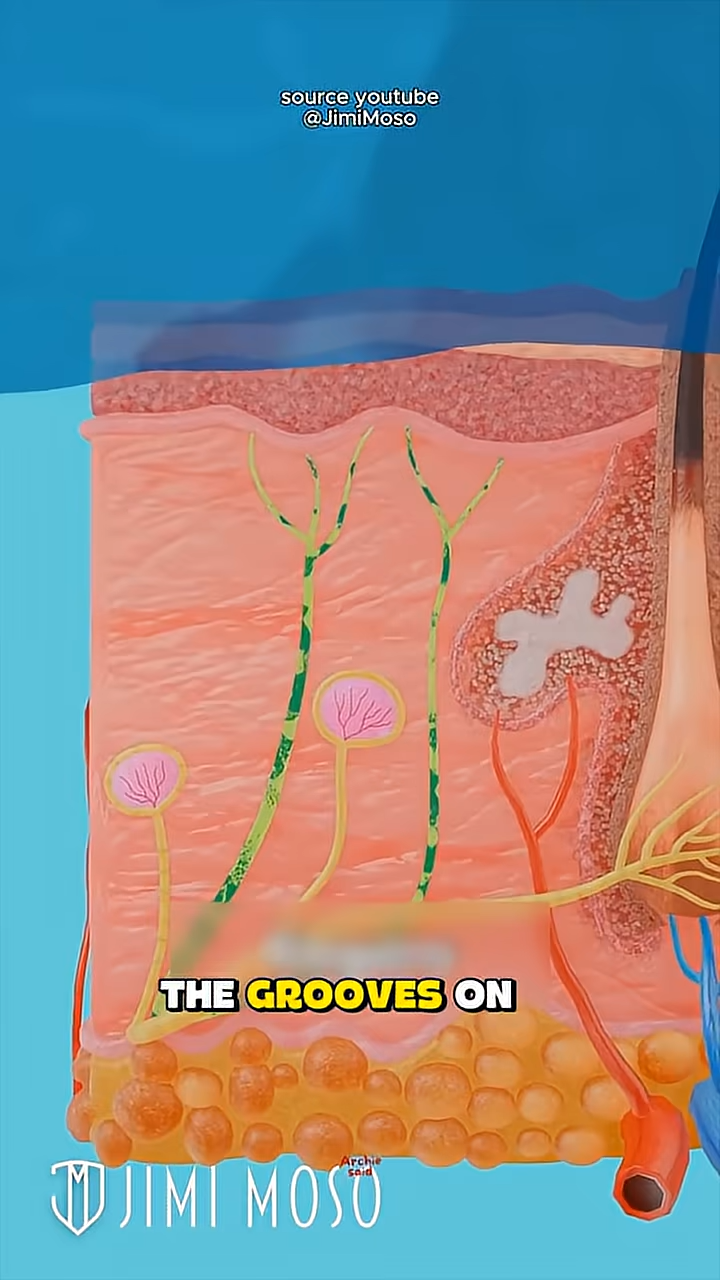 source youtube
@JimiMoso
THE GROOVES ON
Archie
said
JIMI MOSO